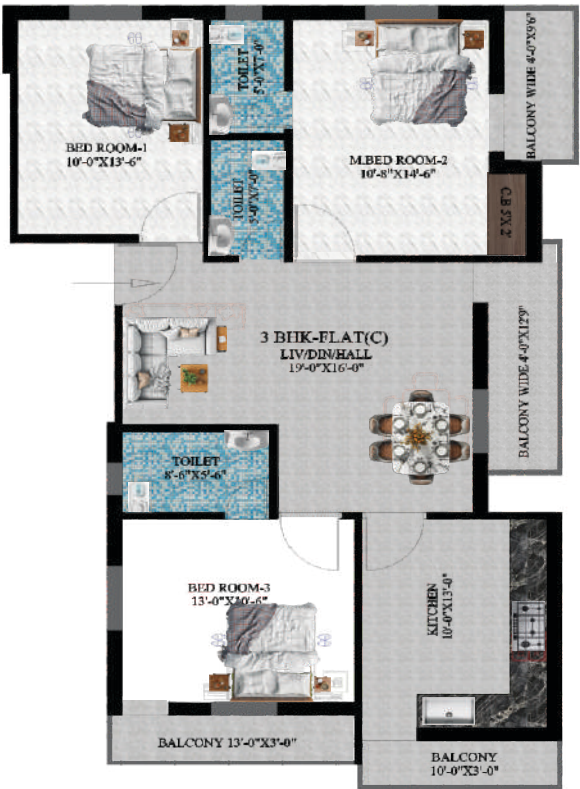 TOILET
5'-0"X7'-0"
BALCONY WIDE 4'-0"X9'6"
BED ROOM-1
10'-0"X13'-6"
M.BED ROOM-2
10'-8"X14'-6"
TOILET
5'-0"X7'-0"
C.B 5'X 2'
3 BHK-FLAT(C)
LIV/DIN/HALL
19'-0"X16'-0"
BALCONY WIDE 4'-0"X12'9"
TOILET
8'-6"X5'-6"
BED ROOM-3
13'-0"X10'-6"
KITCHEN
10'-0"X13'-0"
BALCONY 13'-0"X3'-0"
BALCONY
10'-0"X3'-0"